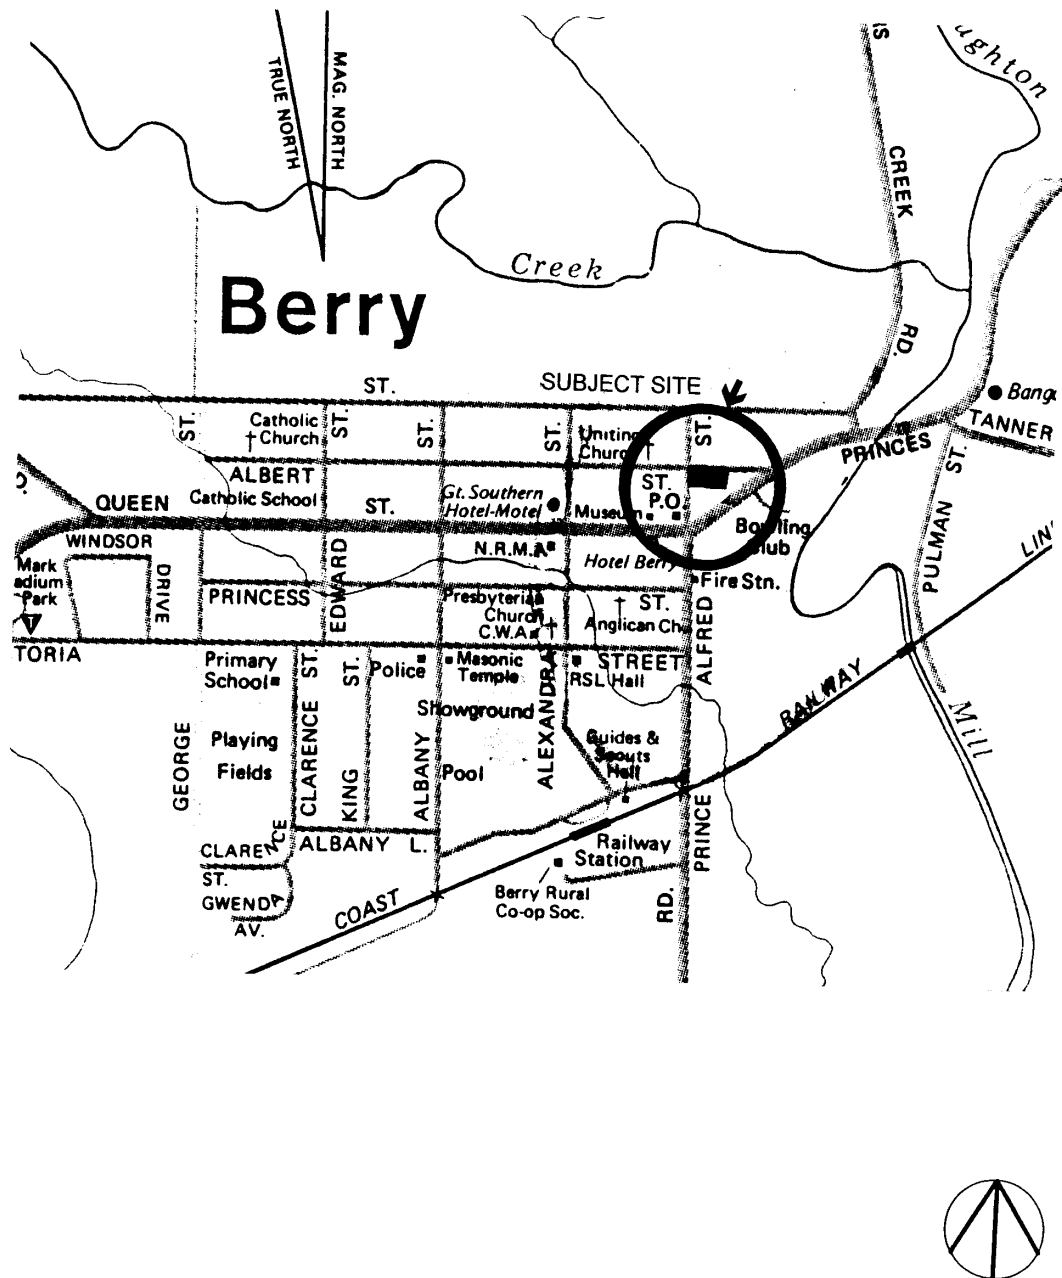 TRUE NORTH
MAG. NORTH
IS
CREEK
RD.
ughton
Creek
Berry
ST.
SUBJECT SITE
Bang
TANNER
ST.
Catholic
Church
ST.
ST.
ST.
Uniting
Church
ST.
PRINCES
ST.
ALBERT
Catholic School
QUEEN
ST.
Gt. Southern
Hotel-Motel
Museum
ST.
P.O.
Bowling
Club
PULMAN
LIN
WINDSOR
DRIVE
Mark
adium
Park
EDWARD
N.R.M.A
Hotel Berry
Fire Stn.
PRINCESS
Presbyterian
Church
C.W.A
ST.
Anglican Ch.
ALFRED
TORIA
Primary
School
ST.
ST.
Police
Masonic
Temple
STREET
RSL Hall
RAILWAY
Mill
Showground
ALEXANDRA
GEORGE
Playing
Fields
CLARENCE
KING
ALBANY
Pool
Guides &
Scouts
Hall
PRINCE
CLARENCE
ST.
ALBANY L.
Railway
Station
GWENDA
AV.
COAST
Berry Rural
Co-op Soc.
RD.